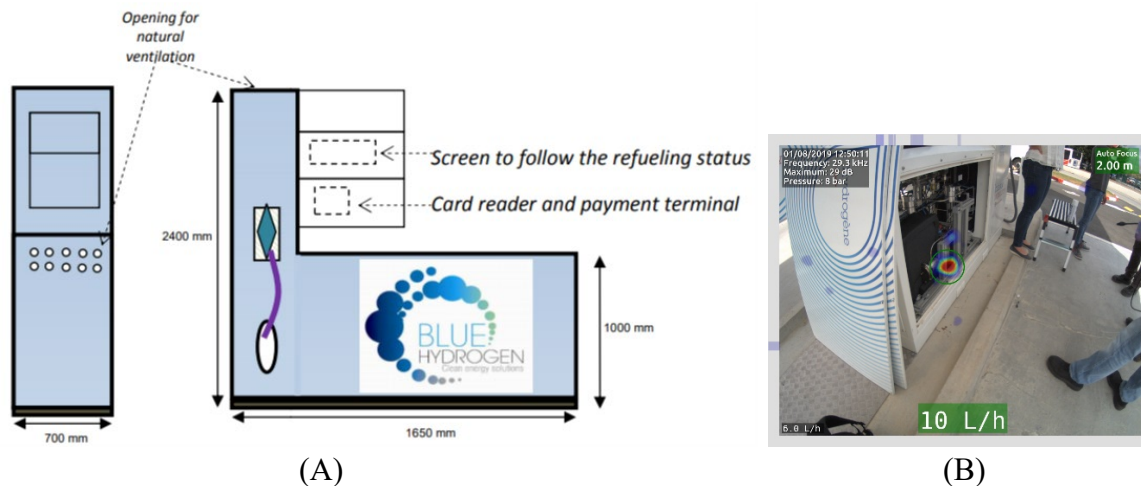 Opening for
natural
ventilation
Screen to follow the refueling status
Card reader and payment terminal
2400 mm
BLUE
HYDROGEN
Clean energy solutions
1000 mm
700 mm
1650 mm
(A)
01/08/2019 12:50:11
Frequency: 29.3 kHz
Maximum: 29 dB
Pressure: 8 bar
Auto Focus
2.00 m
hydrogène
10 L/h
6.0 L/h
(B)